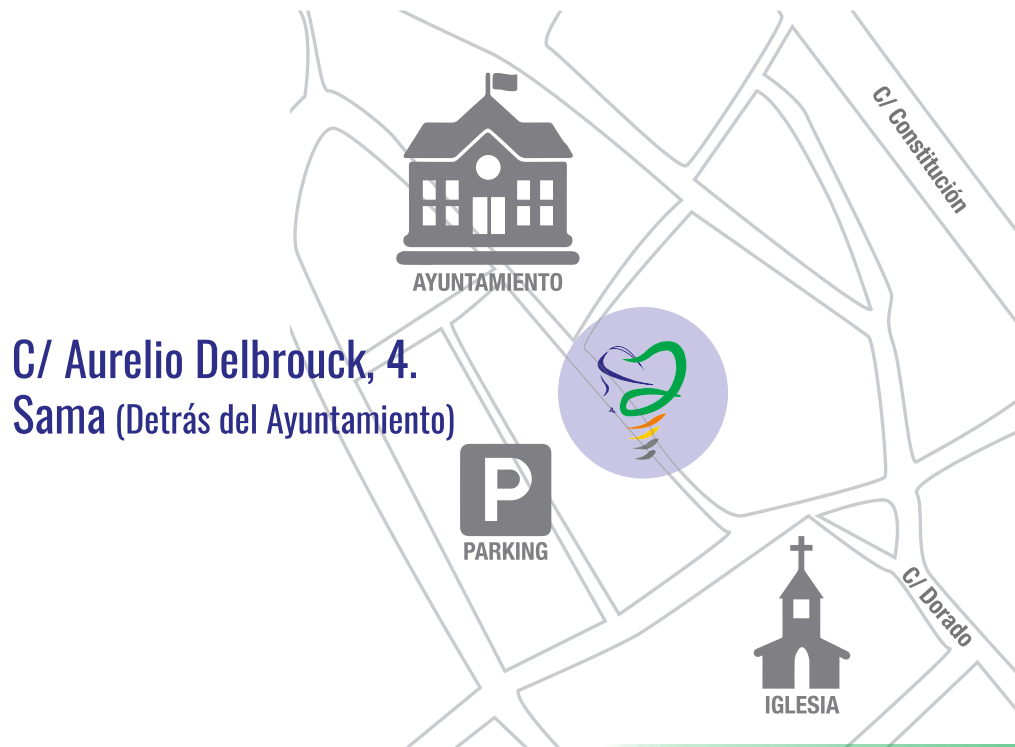 C/ Constitución
AYUNTAMIENTO
C/ Aurelio Delbrouck, 4.
Sama (Detrás del Ayuntamiento)
P
PARKING
C/ Dorado
IGLESIA